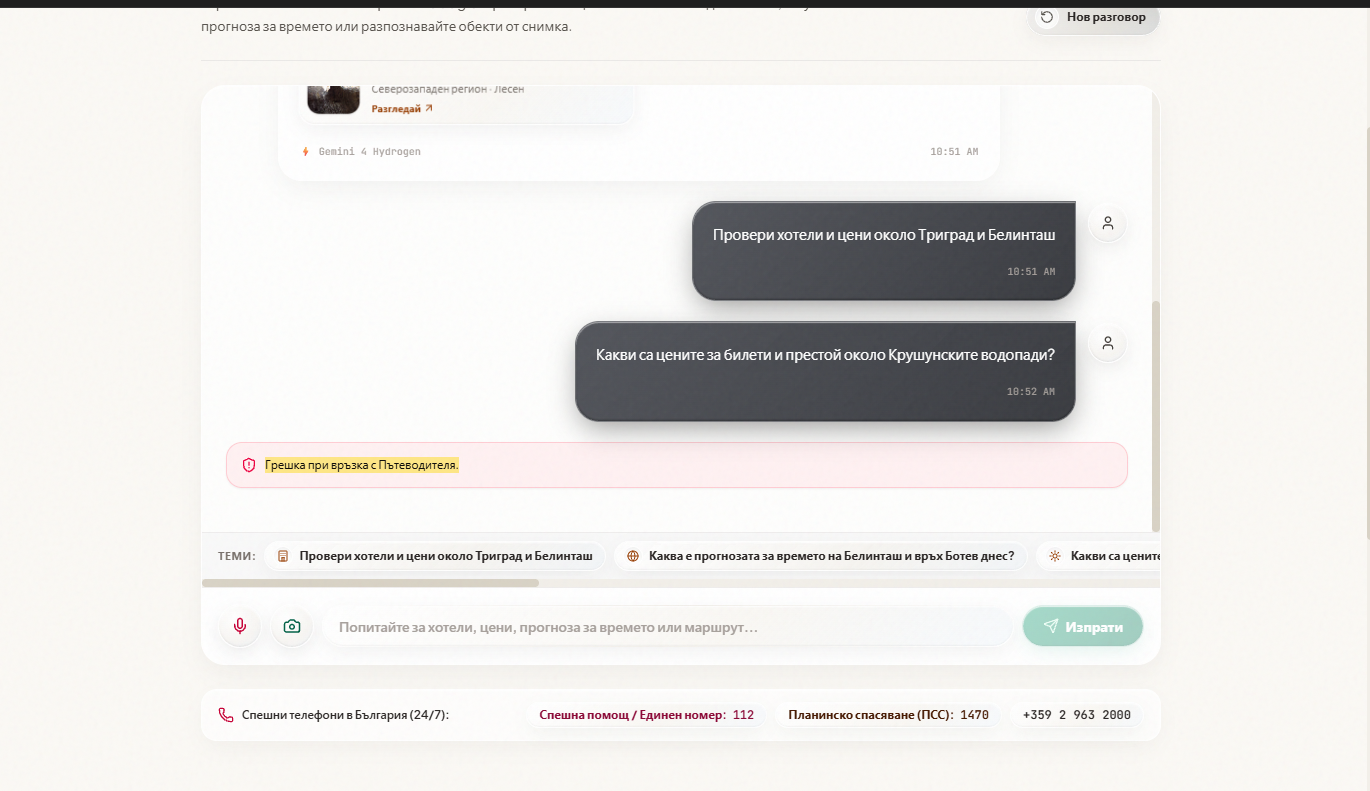 прогноза за времето или разпознавайте обекти от снимка.
Нов разговор
Северозападен регион · Лесен
Разгледай
Gemini 4 Hydrogen
10:51 AM
Провери хотели и цени около Триград и Белинташ
10:51 AM
Какви са цените за билети и престой около Крушунските водопади?
10:52 AM
Грешка при връзка с Пътеводителя.
ТЕМИ:
Провери хотели и цени около Триград и Белинташ
Каква е прогнозата за времето на Белинташ и връх Ботев днес?
Какви са цените
Попитайте за хотели, цени, прогноза за времето или маршрут...
Изпрати
Спешни телефони в България (24/7):
Спешна помощ / Единен номер: 112
Планинско спасяване (ПСС): 1470
+359 2 963 2000